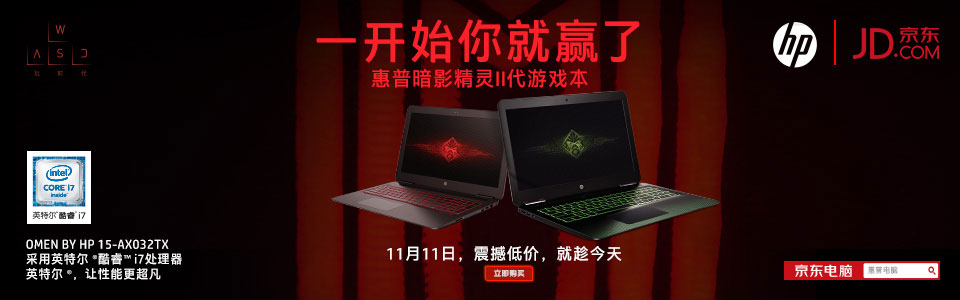 W
A S D
一开始你就赢了
惠普暗影精灵II代游戏本
hp
JD.京东
.COM
intel
CORE i7
inside
英特尔®酷睿™i7
OMEN BY HP 15-AX032TX
采用英特尔 ®酷睿™ i7处理器
英特尔 ®，让性能更超凡
11月11日，震撼低价，就趁今天
立即购买
京东电脑
惠普电脑